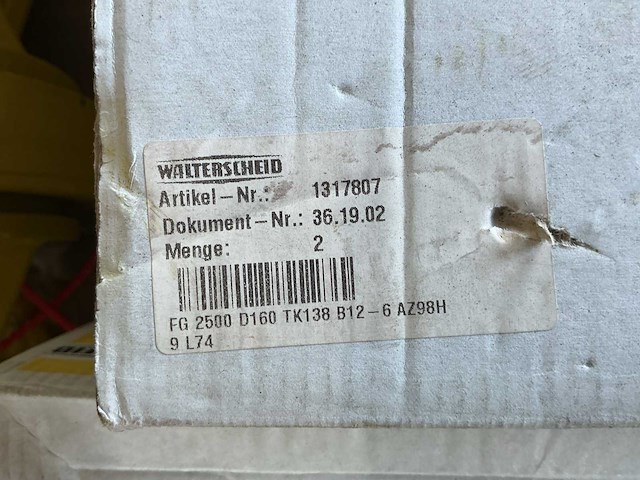 WALTERSCHEID
Artikel-Nr.: 1317807
Dokument-Nr.: 36.19.02
Menge: 2
FG 2500 D160 TK138 B12-6 AZ98H
9 L74